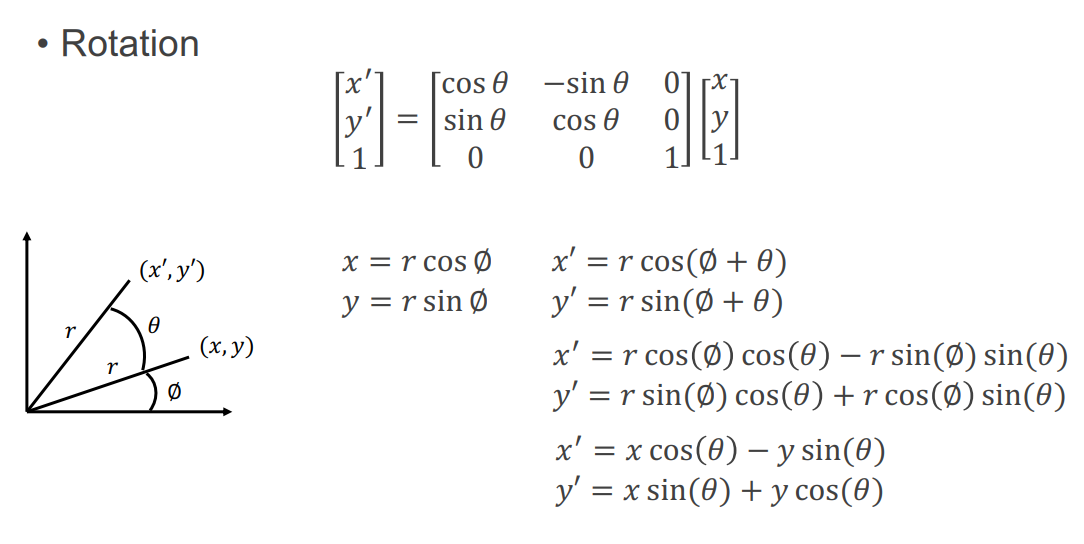 • Rotation
[x′] = [cos θ −sin θ 0] [x]
[y′] [sin θ cos θ 0] [y]
[1] [0 0 1] [1]
x = r cos ∅
y = r sin ∅
x′ = r cos(∅ + θ)
y′ = r sin(∅ + θ)
x′ = r cos(∅) cos(θ) − r sin(∅) sin(θ)
y′ = r sin(∅) cos(θ) + r cos(∅) sin(θ)
x′ = x cos(θ) − y sin(θ)
y′ = x sin(θ) + y cos(θ)
(x′, y′)
r
θ
(x, y)
r
∅